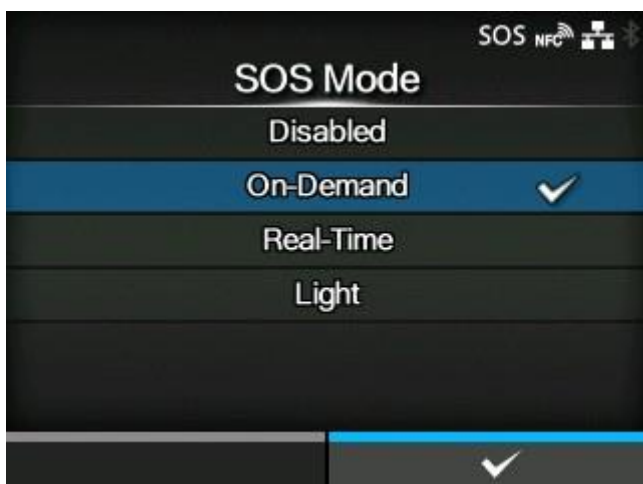 SOS NFC
SOS Mode
Disabled
On-Demand
Real-Time
Light